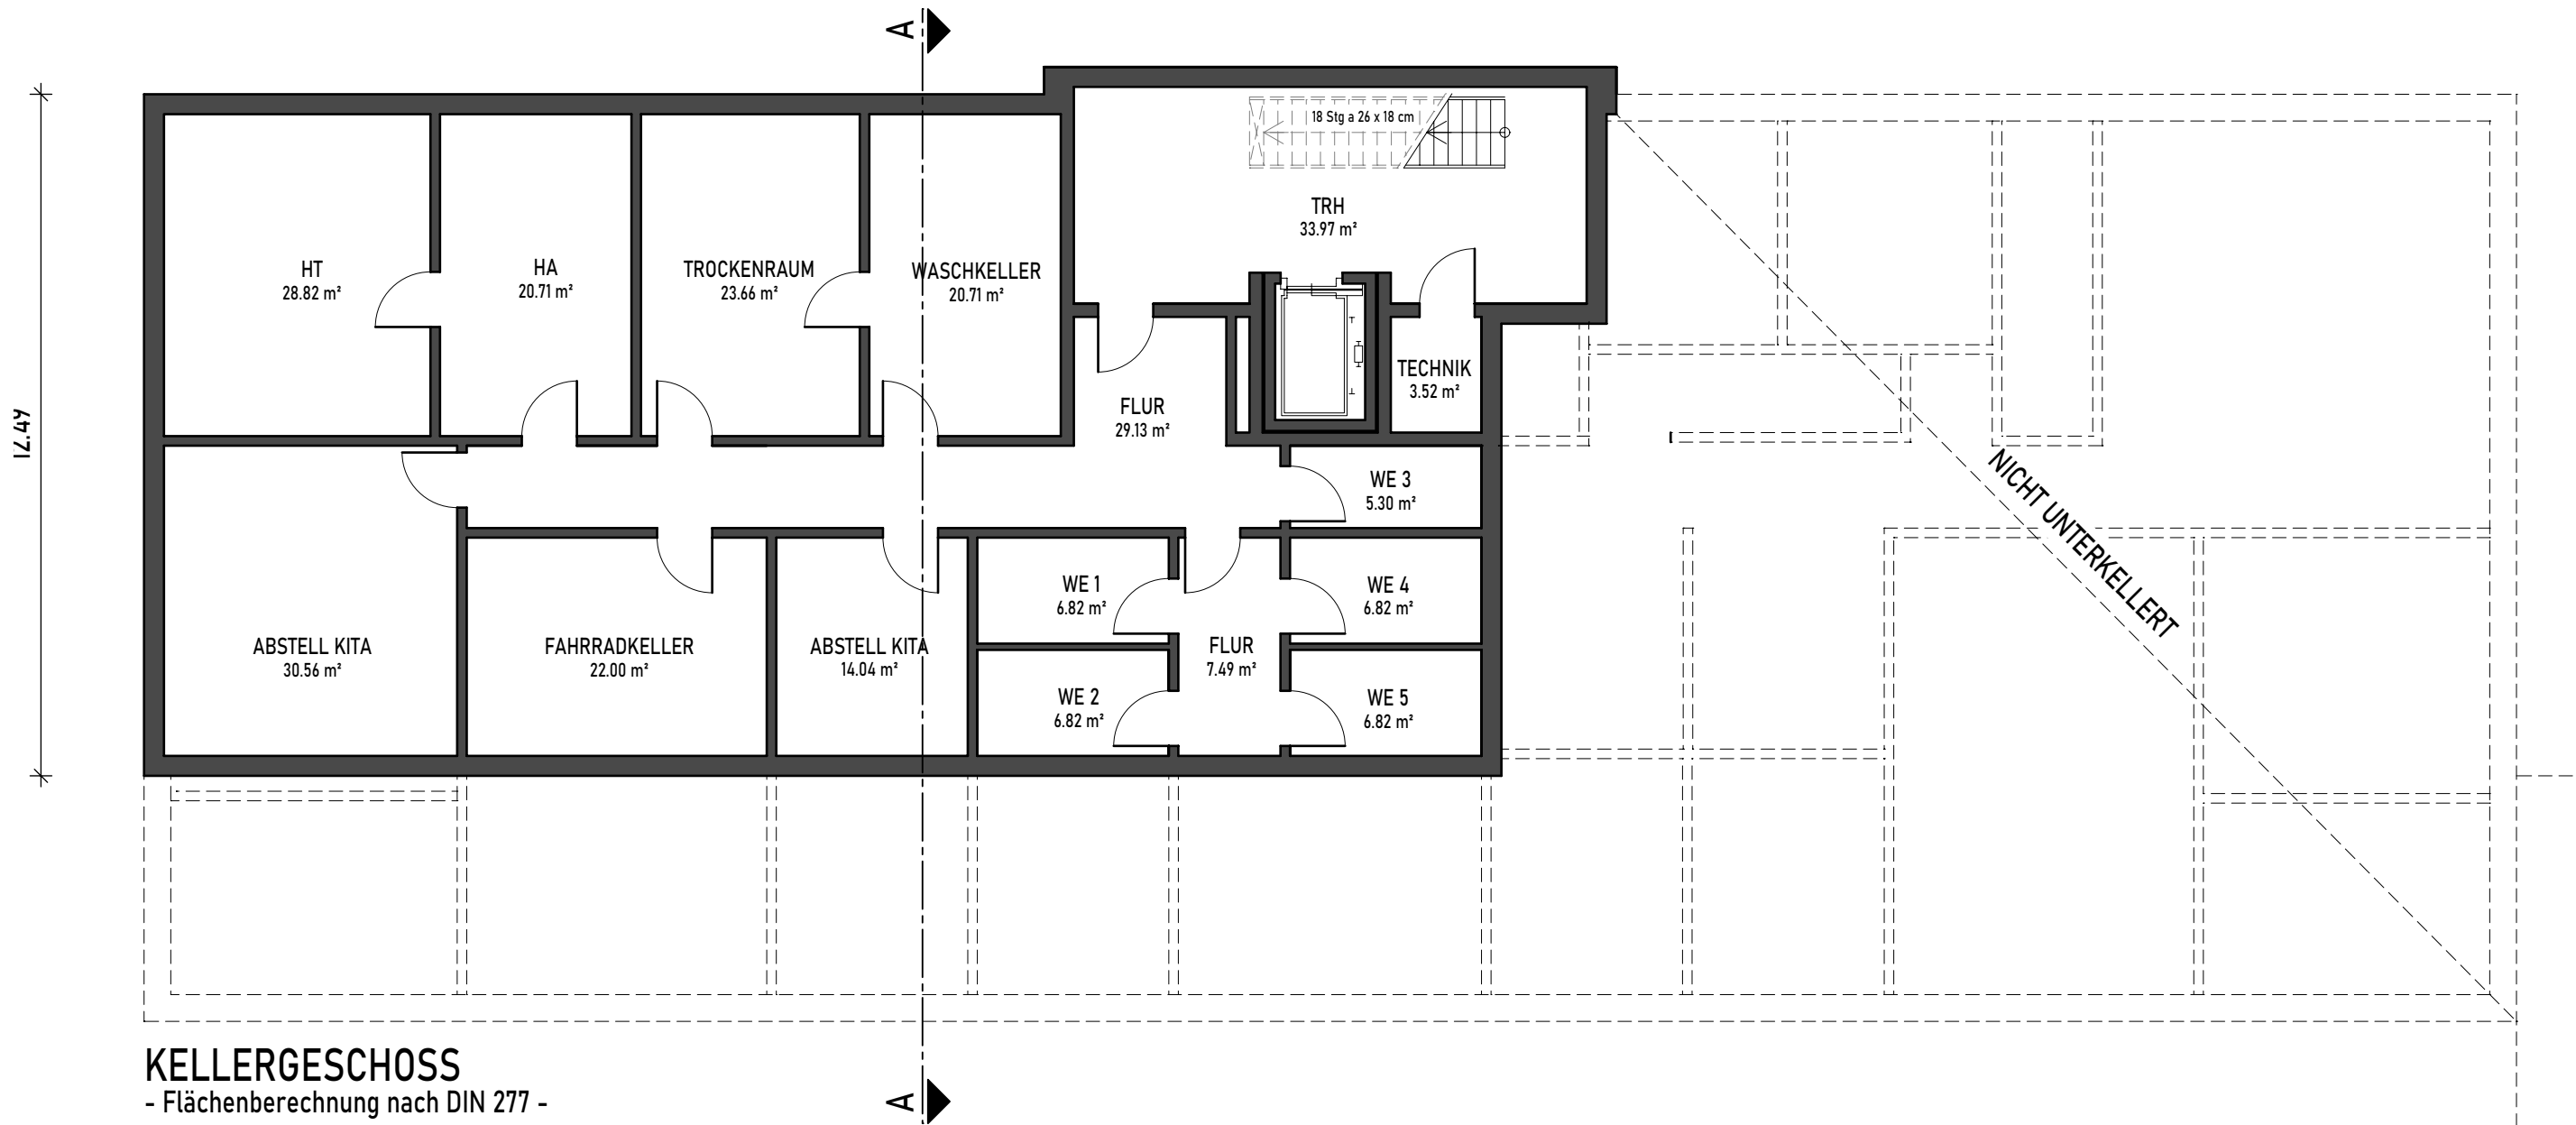 A
18 Stg a 26 x 18 cm
TRH
33.97 m²
HT
28.82 m²
HA
20.71 m²
TROCKENRAUM
23.66 m²
WASCHKELLER
20.71 m²
TECHNIK
3.52 m²
FLUR
29.13 m²
12.49
WE 3
5.30 m²
NICHT UNTERKELLERT
WE 1
6.82 m²
WE 4
6.82 m²
ABSTELL KITA
30.56 m²
FAHRRADKELLER
22.00 m²
ABSTELL KITA
14.04 m²
FLUR
7.49 m²
WE 2
6.82 m²
WE 5
6.82 m²
KELLERGESCHOSS
- Flächenberechnung nach DIN 277 -
A